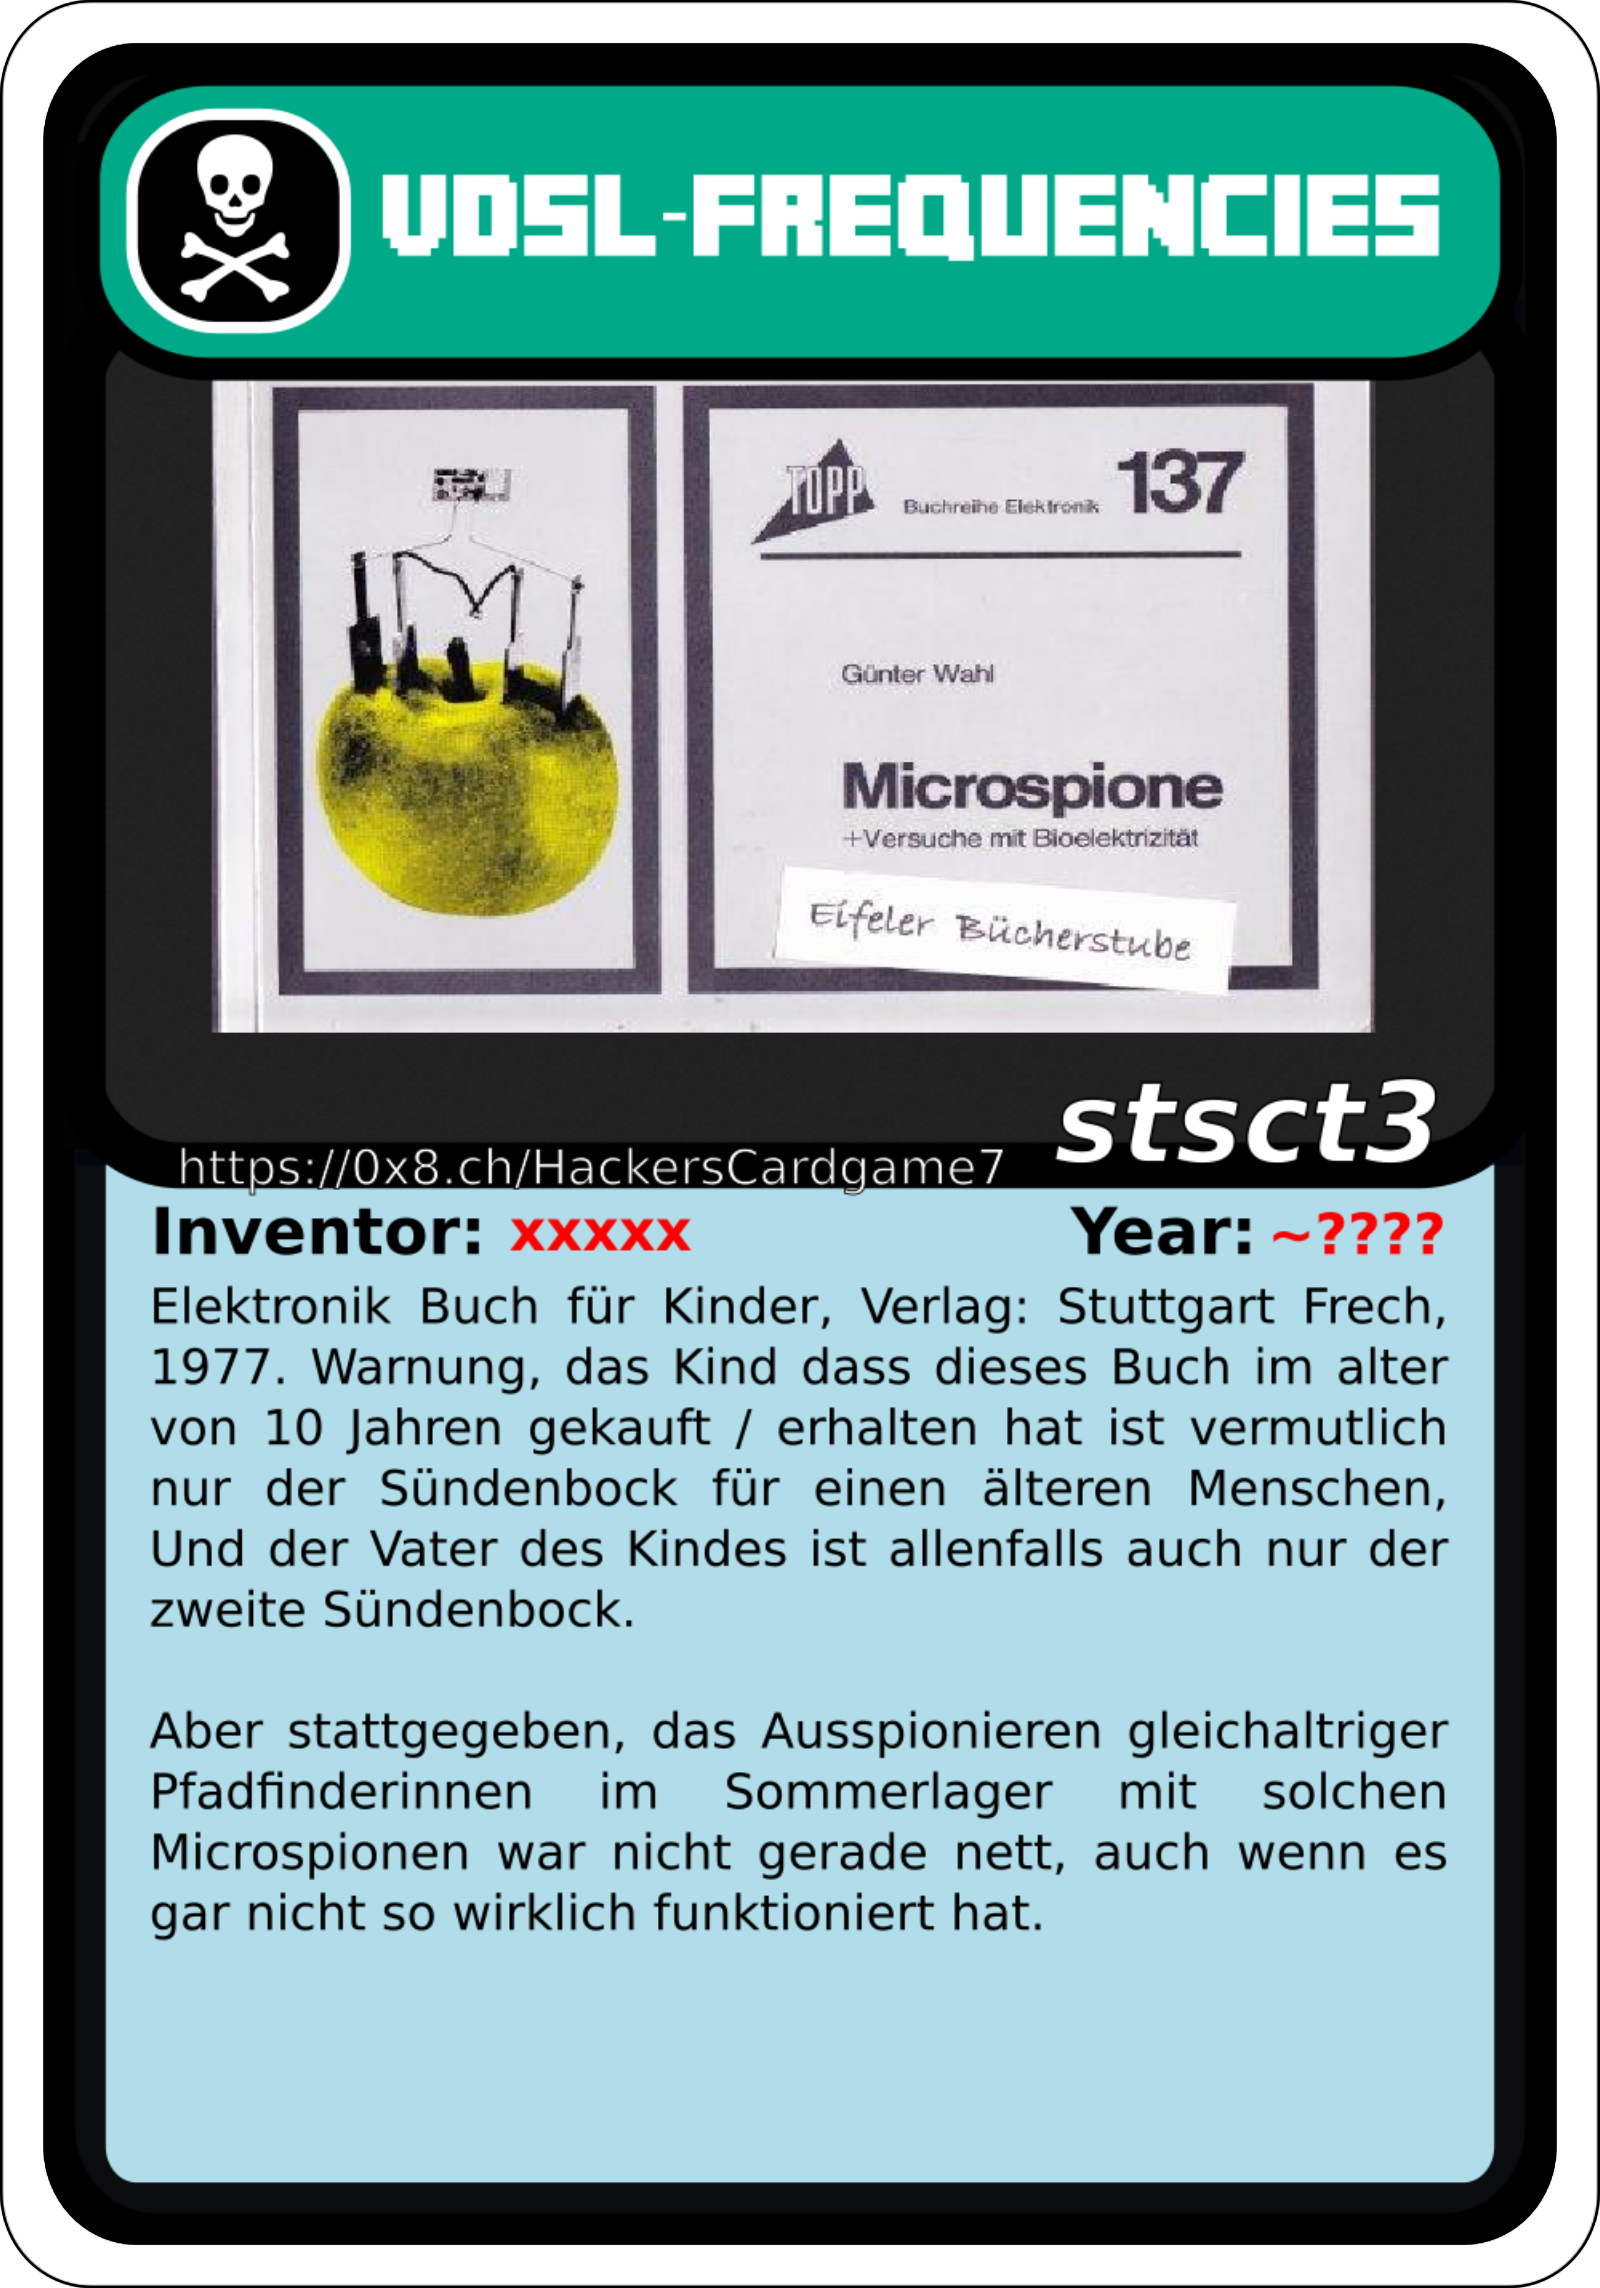 VDSL-FREQUENCIES
TOPP
Buchreihe Elektronik 137
Günter Wahl
Microspione
+Versuche mit Bioelektrizität
Eifeler Bücherstube
stsct3
https://0x8.ch/HackersCardgame7
Inventor: xxxxx Year: ~????
Elektronik Buch für Kinder, Verlag: Stuttgart Frech,
1977. Warnung, das Kind dass dieses Buch im alter
von 10 Jahren gekauft / erhalten hat ist vermutlich
nur der Sündenbock für einen älteren Menschen,
Und der Vater des Kindes ist allenfalls auch nur der
zweite Sündenbock.
Aber stattgegeben, das Ausspionieren gleichaltriger
Pfadfinderinnen im Sommerlager mit solchen
Microspionen war nicht gerade nett, auch wenn es
gar nicht so wirklich funktioniert hat.